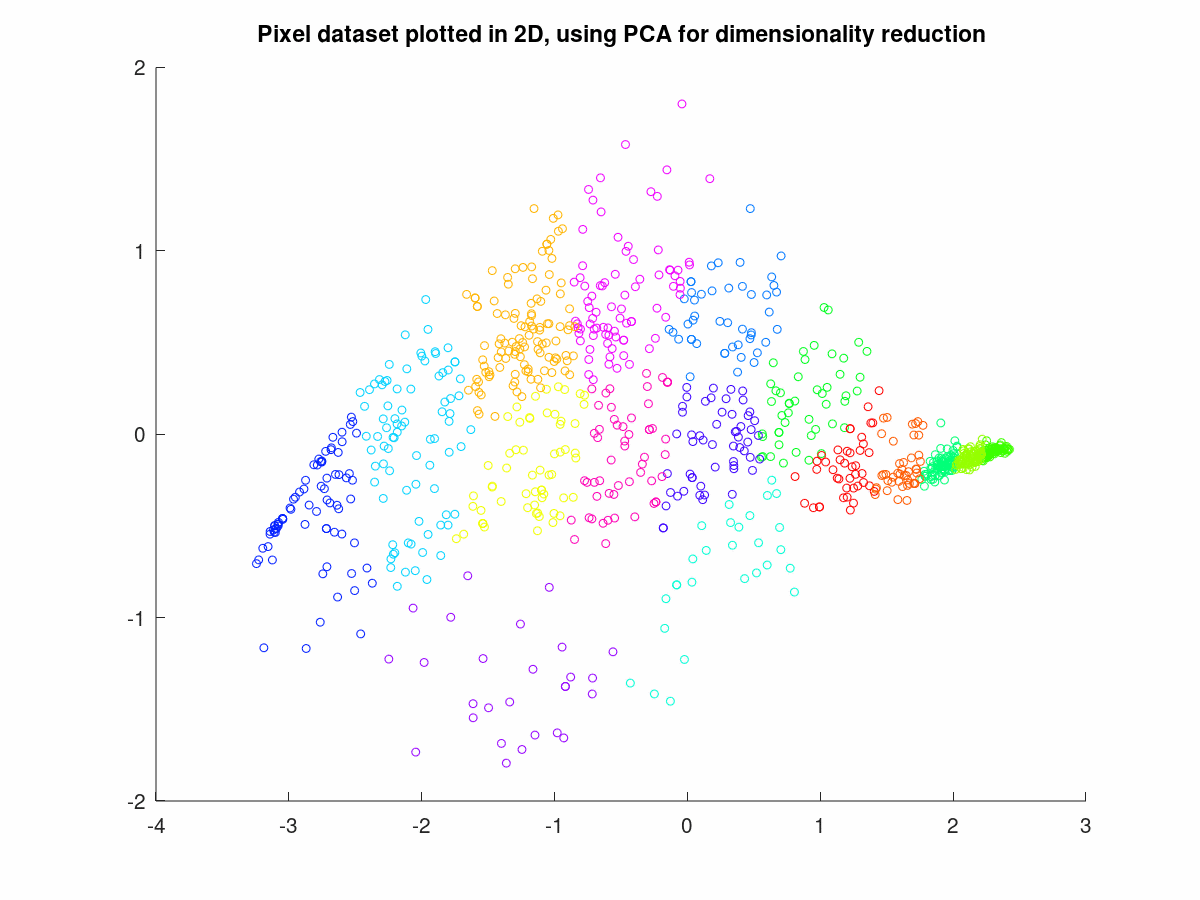 Pixel dataset plotted in 2D, using PCA for dimensionality reduction
2
1
0
-1
-2
-4 -3 -2 -1 0 1 2 3